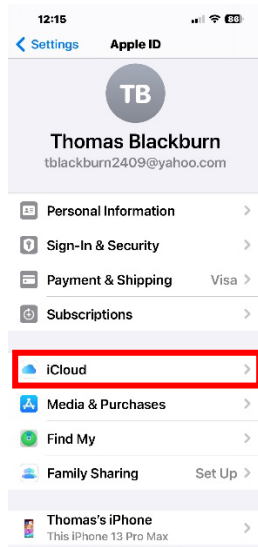 12:15
80
Settings
Apple ID
TB
Thomas Blackburn
tblackburn2409@yahoo.com
Personal Information
Sign-In & Security
Payment & Shipping Visa
Subscriptions
iCloud
Media & Purchases
Find My
Family Sharing Set Up
Thomas's iPhone
This iPhone 13 Pro Max